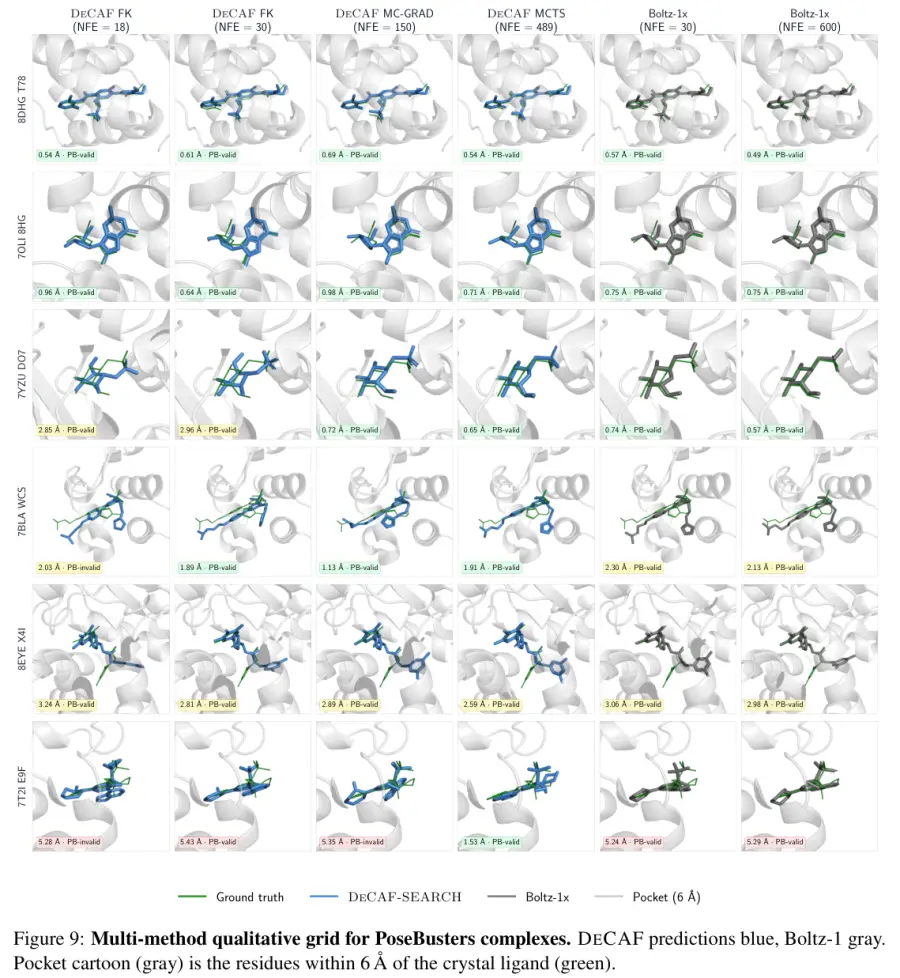 DECAF FK DECAF FK DECAF MC-GRAD DECAF MCTS Boltz-1x Boltz-1x
(NFE = 18) (NFE = 30) (NFE = 150) (NFE = 489) (NFE = 30) (NFE = 600)
8DHG T78
0.54 Å · PB-valid 0.61 Å · PB-valid 0.69 Å · PB-valid 0.54 Å · PB-valid 0.57 Å · PB-valid 0.49 Å · PB-valid
7OLI 8HG
0.96 Å · PB-valid 0.64 Å · PB-valid 0.98 Å · PB-valid 0.71 Å · PB-valid 0.75 Å · PB-valid 0.75 Å · PB-valid
7YZU DO7
2.85 Å · PB-valid 2.96 Å · PB-valid 0.72 Å · PB-valid 0.65 Å · PB-valid 0.74 Å · PB-valid 0.57 Å · PB-valid
7BLA WCS
2.03 Å · PB-invalid 1.89 Å · PB-valid 1.13 Å · PB-valid 1.91 Å · PB-valid 2.30 Å · PB-valid 2.13 Å · PB-valid
8EYE X4I
3.24 Å · PB-valid 2.81 Å · PB-valid 2.89 Å · PB-valid 2.59 Å · PB-valid 3.06 Å · PB-valid 2.98 Å · PB-valid
7T2I E9F
5.28 Å · PB-invalid 5.43 Å · PB-valid 5.35 Å · PB-invalid 1.53 Å · PB-valid 5.24 Å · PB-valid 5.29 Å · PB-valid
Ground truth DECAF-SEARCH Boltz-1x Pocket (6 Å)
Figure 9: Multi-method qualitative grid for PoseBusters complexes. DECAF predictions blue, Boltz-1 gray.
Pocket cartoon (gray) is the residues within 6 Å of the crystal ligand (green).